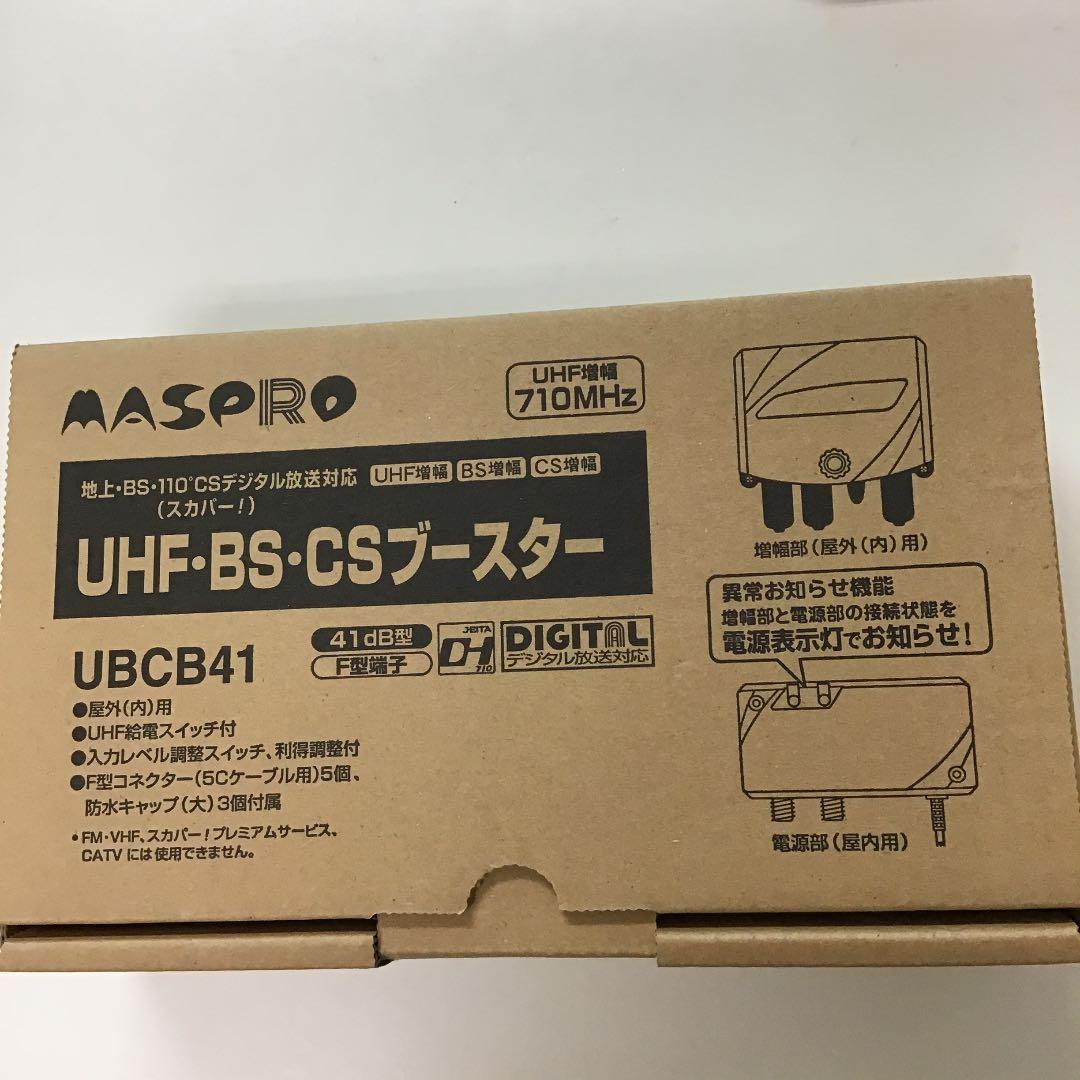 MASPRO
UHF増幅
710MHz
地上・BS・110°CSデジタル放送対応
(スカパー!)
UHF増幅 BS増幅 CS増幅
UHF・BS・CSブースター
UBCB41
41dB型
F型端子
JEITA
DH
710
DIGITAL
デジタル放送対応
●屋外(内)用
●UHF給電スイッチ付
●入力レベル調整スイッチ、利得調整付
●F型コネクター(5Cケーブル用)5個、
防水キャップ(大)3個付属
・FM・VHF、スカパー!プレミアムサービス、
CATVには使用できません。
増幅部(屋外(内)用)
異常お知らせ機能
増幅部と電源部の接続状態を
電源表示灯でお知らせ!
電源部(屋内用)